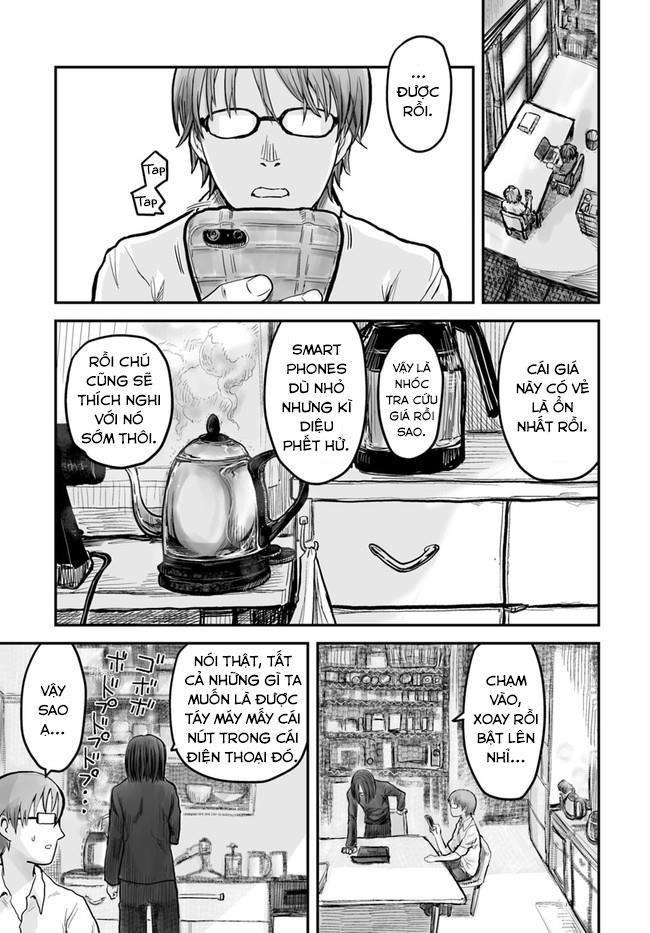 ...
ĐƯỢC
RỒI.
Tap
Tap
CÁI GIÁ
NÀY CÓ VẺ
LÀ ỔN
NHẤT RỒI.
VẬY LÀ
NHÓC
TRA CỨU
GIÁ RỒI
SAO.
SMART
PHONES
DÙ NHỎ
NHƯNG KÌ
DIỆU
PHẾT HỬ.
RỒI CHÚ
CŨNG SẼ
THÍCH NGHI
VỚI NÓ
SỚM THÔI.
CHẠM
VÀO,
XOAY RỒI
BẬT LÊN
NHỈ...
NÓI THẬT, TẤT
CẢ NHỮNG GÌ TA
MUỐN LÀ ĐƯỢC
TÁY MÁY MẤY CÁI
NÚT TRONG CÁI
ĐIỆN THOẠI ĐÓ.
VẬY
SAO
Ạ...